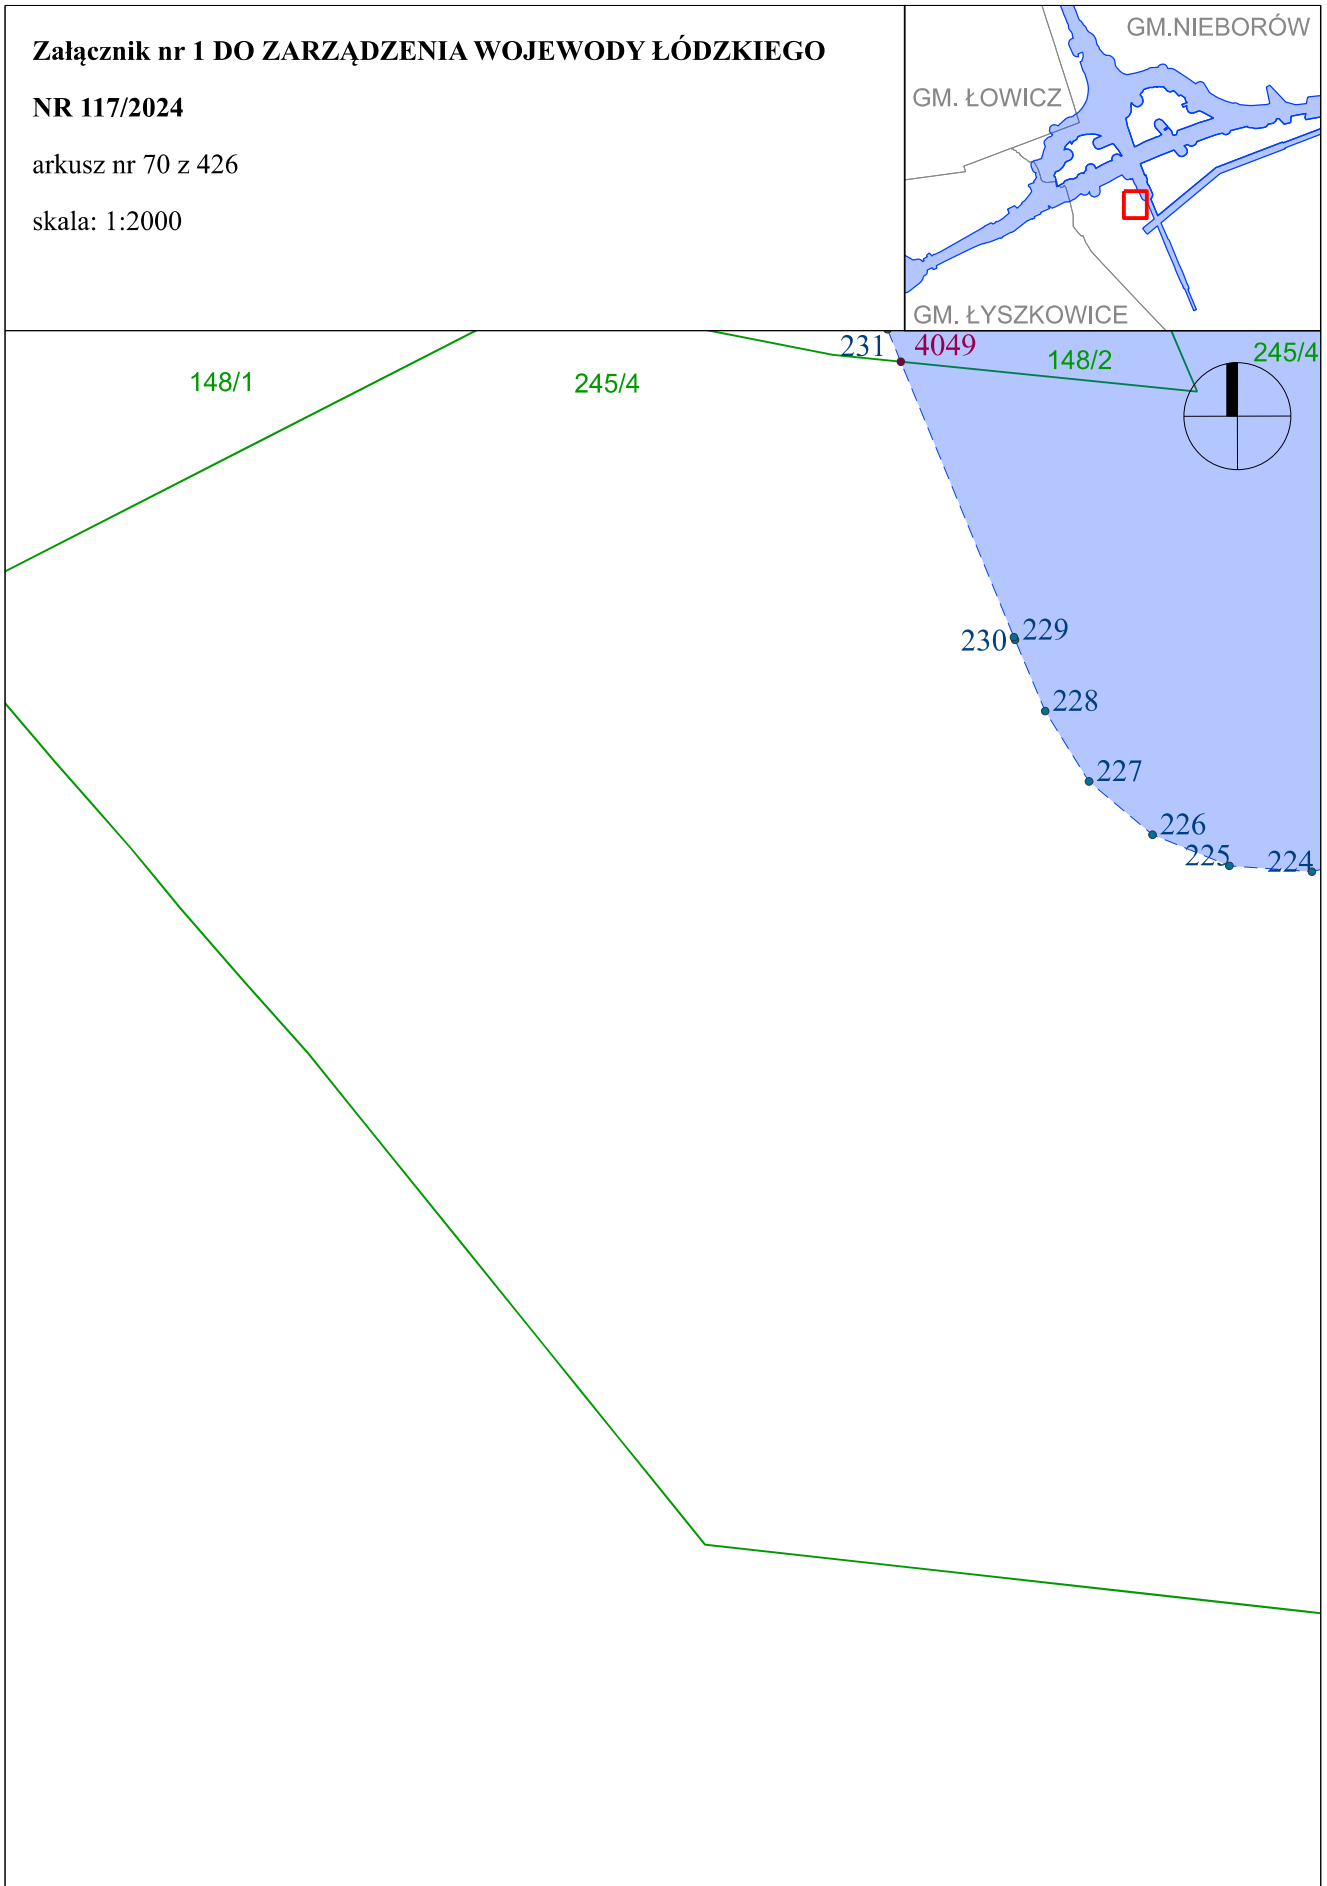 Załącznik nr 1 DO ZARZĄDZENIA WOJEWODY ŁÓDZKIEGO
NR 117/2024
arkusz nr 70 z 426
skala: 1:2000
GM.NIEBORÓW
GM. ŁOWICZ
GM. ŁYSZKOWICE
231
4049
148/2
245/4
148/1
245/4
230
229
228
227
226
225
224